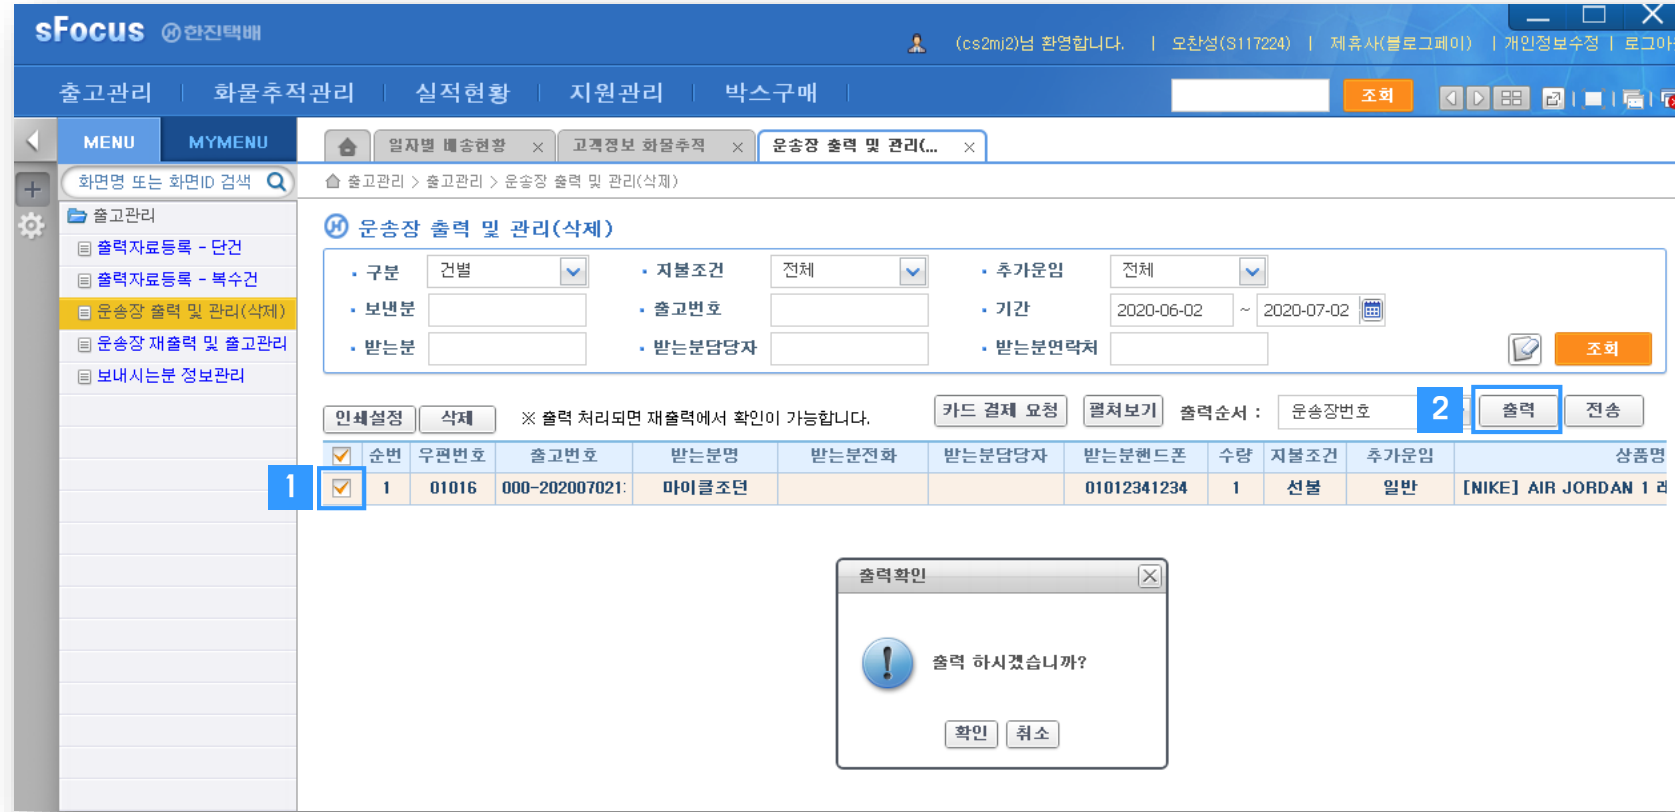 sFocus 한진택배
(cs2mj2)님 환영합니다. | 오찬성(S117224) | 제휴사(블로그페이) | 개인정보수정 | 로그아
출고관리 | 화물추적관리 | 실적현황 | 지원관리 | 박스구매 | 조회
MENU MYMENU
일자별 배송현황 × 고객정보 화물추적 × 운송장 출력 및 관리(... ×
화면명 또는 화면ID 검색
출고관리 > 출고관리 > 운송장 출력 및 관리(삭제)
출고관리
출력자료등록 - 단건
출력자료등록 - 복수건
운송장 출력 및 관리(삭제)
운송장 재출력 및 출고관리
보내시는분 정보관리
운송장 출력 및 관리(삭제)
구분 건별 지불조건 전체 추가운임 전체
보낸분 출고번호 기간 2020-06-02 ~ 2020-07-02
받는분 받는분담당자 받는분연락처 조회
인쇄설정 삭제 ※ 출력 처리되면 재출력에서 확인이 가능합니다. 카드 결제 요청 펼쳐보기 출력순서 : 운송장번호 2 출력 전송
순번 우편번호 출고번호 받는분명 받는분전화 받는분담당자 받는분핸드폰 수량 지불조건 추가운임 상품명
1 1 01016 000-202007021 마이클조던 01012341234 1 선불 일반 [NIKE] AIR JORDAN 1 레
출력확인
출력 하시겠습니까?
확인 취소